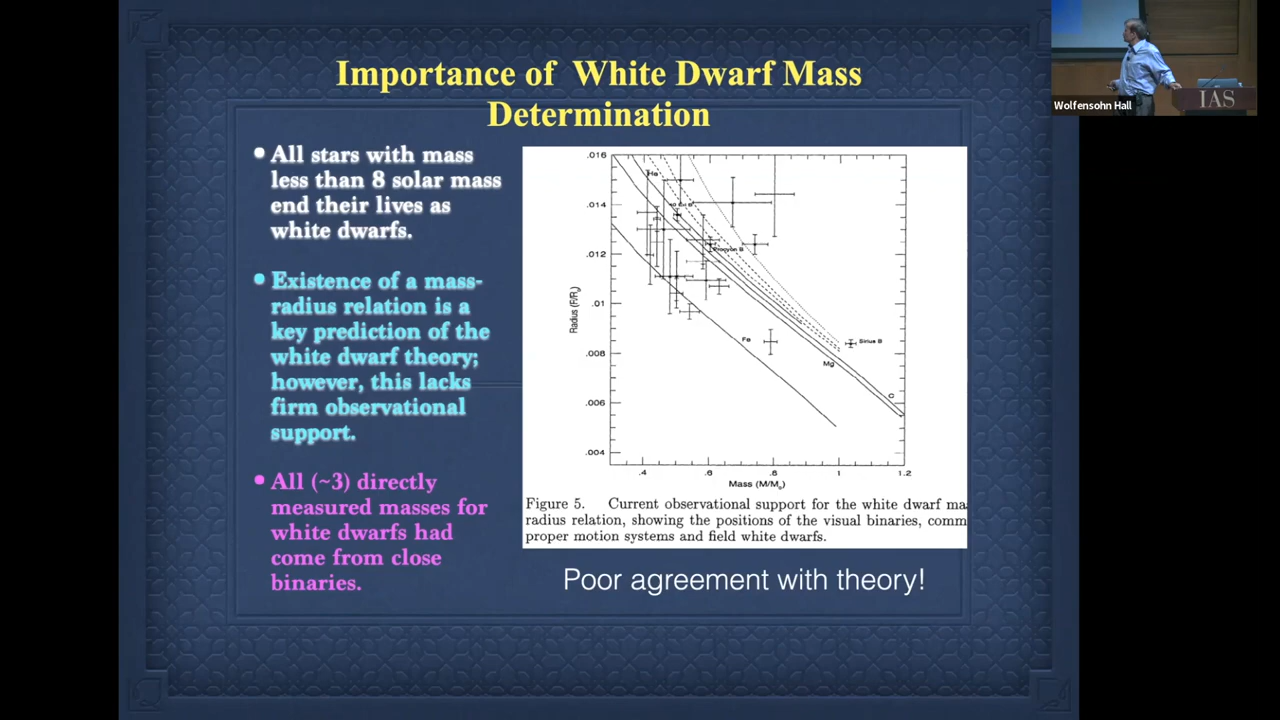 Importance of White Dwarf Mass
Determination
• All stars with mass
less than 8 solar mass
end their lives as
white dwarfs.
• Existence of a mass-
radius relation is a
key prediction of the
white dwarf theory;
however, this lacks
firm observational
support.
• All (~3) directly
measured masses for
white dwarfs had
come from close
binaries.
.016
.014
.012
.01
.008
.006
.004
Radius (R/R☉)
He
40 Eri B
Procyon B
Fe
Sirius B
Mg
C
.4
.6
.8
1
1.2
Mass (M/M☉)
Figure 5. Current observational support for the white dwarf ma
radius relation, showing the positions of the visual binaries, comm
proper motion systems and field white dwarfs.
Poor agreement with theory!
Wolfensohn Hall
IAS